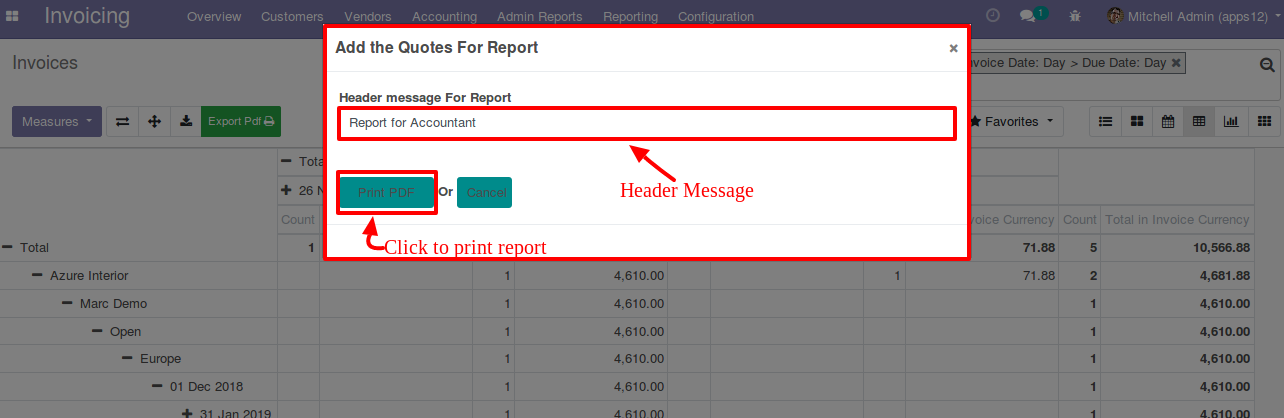 Invoicing Overview Customers Vendors Accounting Admin Reports Reporting Configuration 1 Mitchell Admin (apps12)
Add the Quotes For Report ×
Invoices
voice Date: Day > Due Date: Day ×
Header message For Report
Report for Accountant
Measures Export Pdf Favorites
Header Message
Print PDF Or Cancel
Click to print report
Tota
26 N
Count voice Currency Count Total in Invoice Currency
Total 1 71.88 5 10,566.88
Azure Interior 1 4,610.00 1 71.88 2 4,681.88
Marc Demo 1 4,610.00 1 4,610.00
Open 1 4,610.00 1 4,610.00
Europe 1 4,610.00 1 4,610.00
01 Dec 2018 1 4,610.00 1 4,610.00
31 Jan 2019 1 4,610.00 1 4,610.00